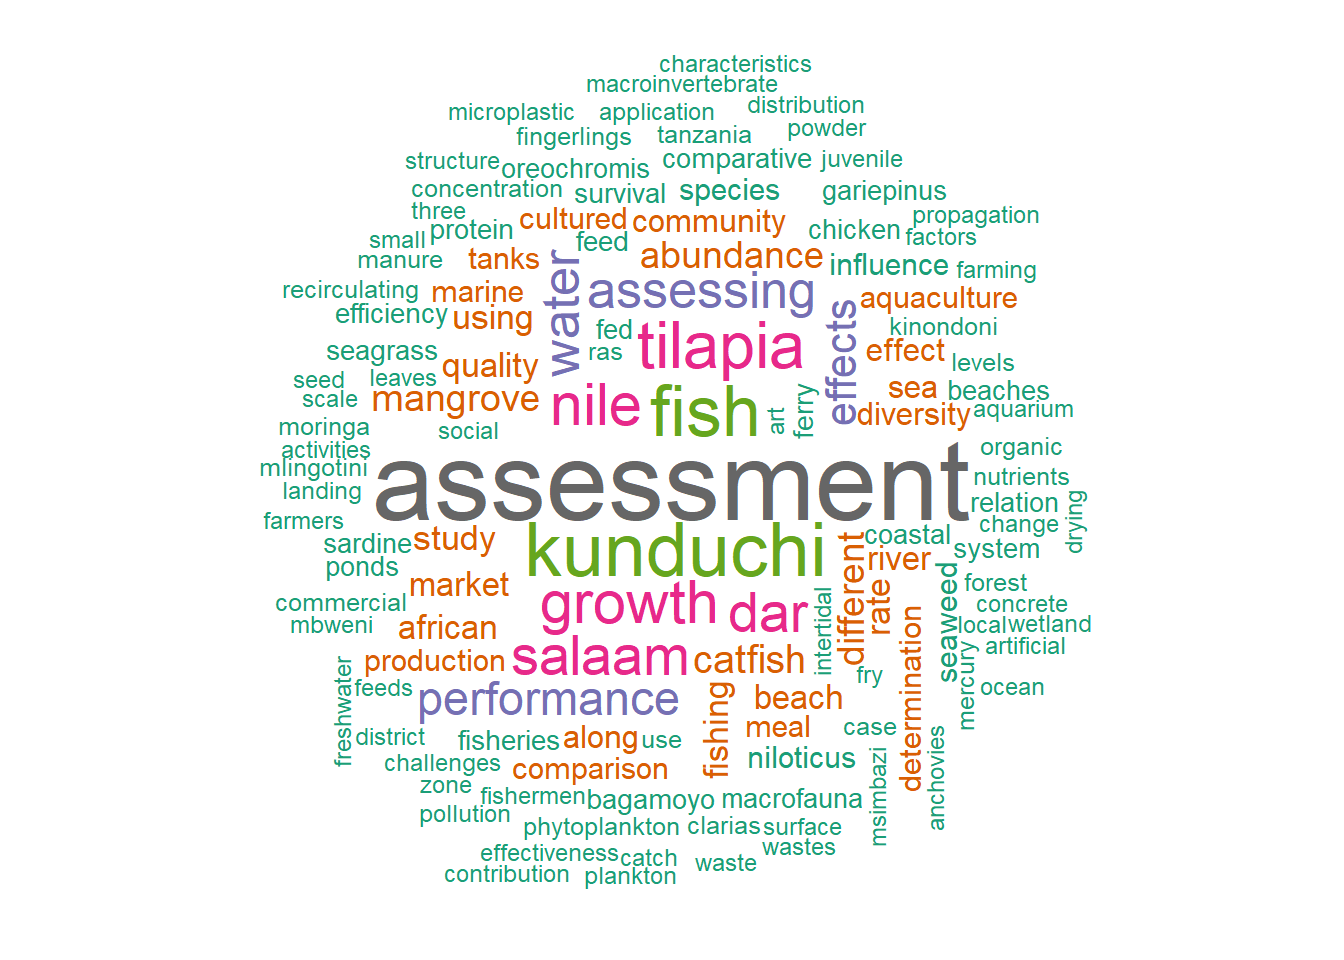 characteristics
macroinvertebrate
microplastic application distribution
fingerlings tanzania powder
structure oreochromis comparative juvenile
concentration survival species gariepinus
three protein cultured community chicken propagation
small feed factors
manure tanks abundance influence farming
recirculating marine water assessing aquaculture
efficiency using fed tilapia effects kinondoni
seagrass quality ras effect levels
seed leaves nile fish sea beaches
scale mangrove art ferry diversity aquarium
moringa social
activities organic
mlingotini assessment nutrients
landing relation
farmers study kunduchi coastal change drying
sardine different river system
ponds market growth dar rate seaweed forest
commercial intertidal concrete
mbweni african local wetland
production salaam catfish determination artificial
freshwater feeds performance fishing beach fry mercury ocean
district fisheries along use meal case
challenges comparison niloticus msimbazi anchovies
zone fishermen bagamoyo macrofauna
pollution phytoplankton clarias surface
effectiveness catch wastes
contribution plankton waste